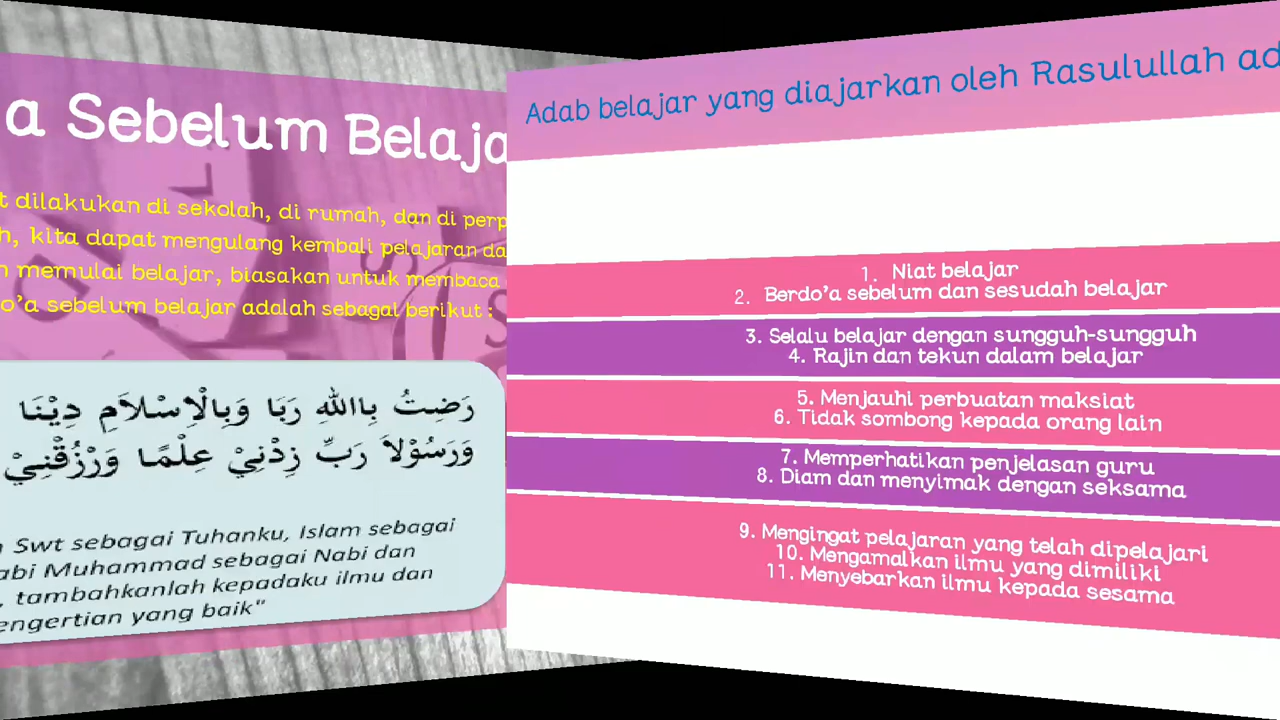 a Sebelum Belaja
t dilakukan di sekolah, di rumah, dan di perp
h, kita dapat mengulang kembali pelajaran da
n memulai belajar, biasakan untuk membaca
o'a sebelum belajar adalah sebagai berikut :
رَضِتُ بِااللهِ رَبَا وَبِالْاِسْلاَمِ دِيْنَا
وَرَسُوْلاَ رَبِّ زِدْنِيْ عِلْمًا وَرْزُقْنِيْ
n Swt sebagai Tuhanku, Islam sebagai
abi Muhammad sebagai Nabi dan
, tambahkanlah kepadaku ilmu dan
engertian yang baik"
Adab belajar yang diajarkan oleh Rasulullah ad
1. Niat belajar
2. Berdo'a sebelum dan sesudah belajar
3. Selalu belajar dengan sungguh-sungguh
4. Rajin dan tekun dalam belajar
5. Menjauhi perbuatan maksiat
6. Tidak sombong kepada orang lain
7. Memperhatikan penjelasan guru
8. Diam dan menyimak dengan seksama
9. Mengingat pelajaran yang telah dipelajari
10. Mengamalkan ilmu yang dimiliki
11. Menyebarkan ilmu kepada sesama